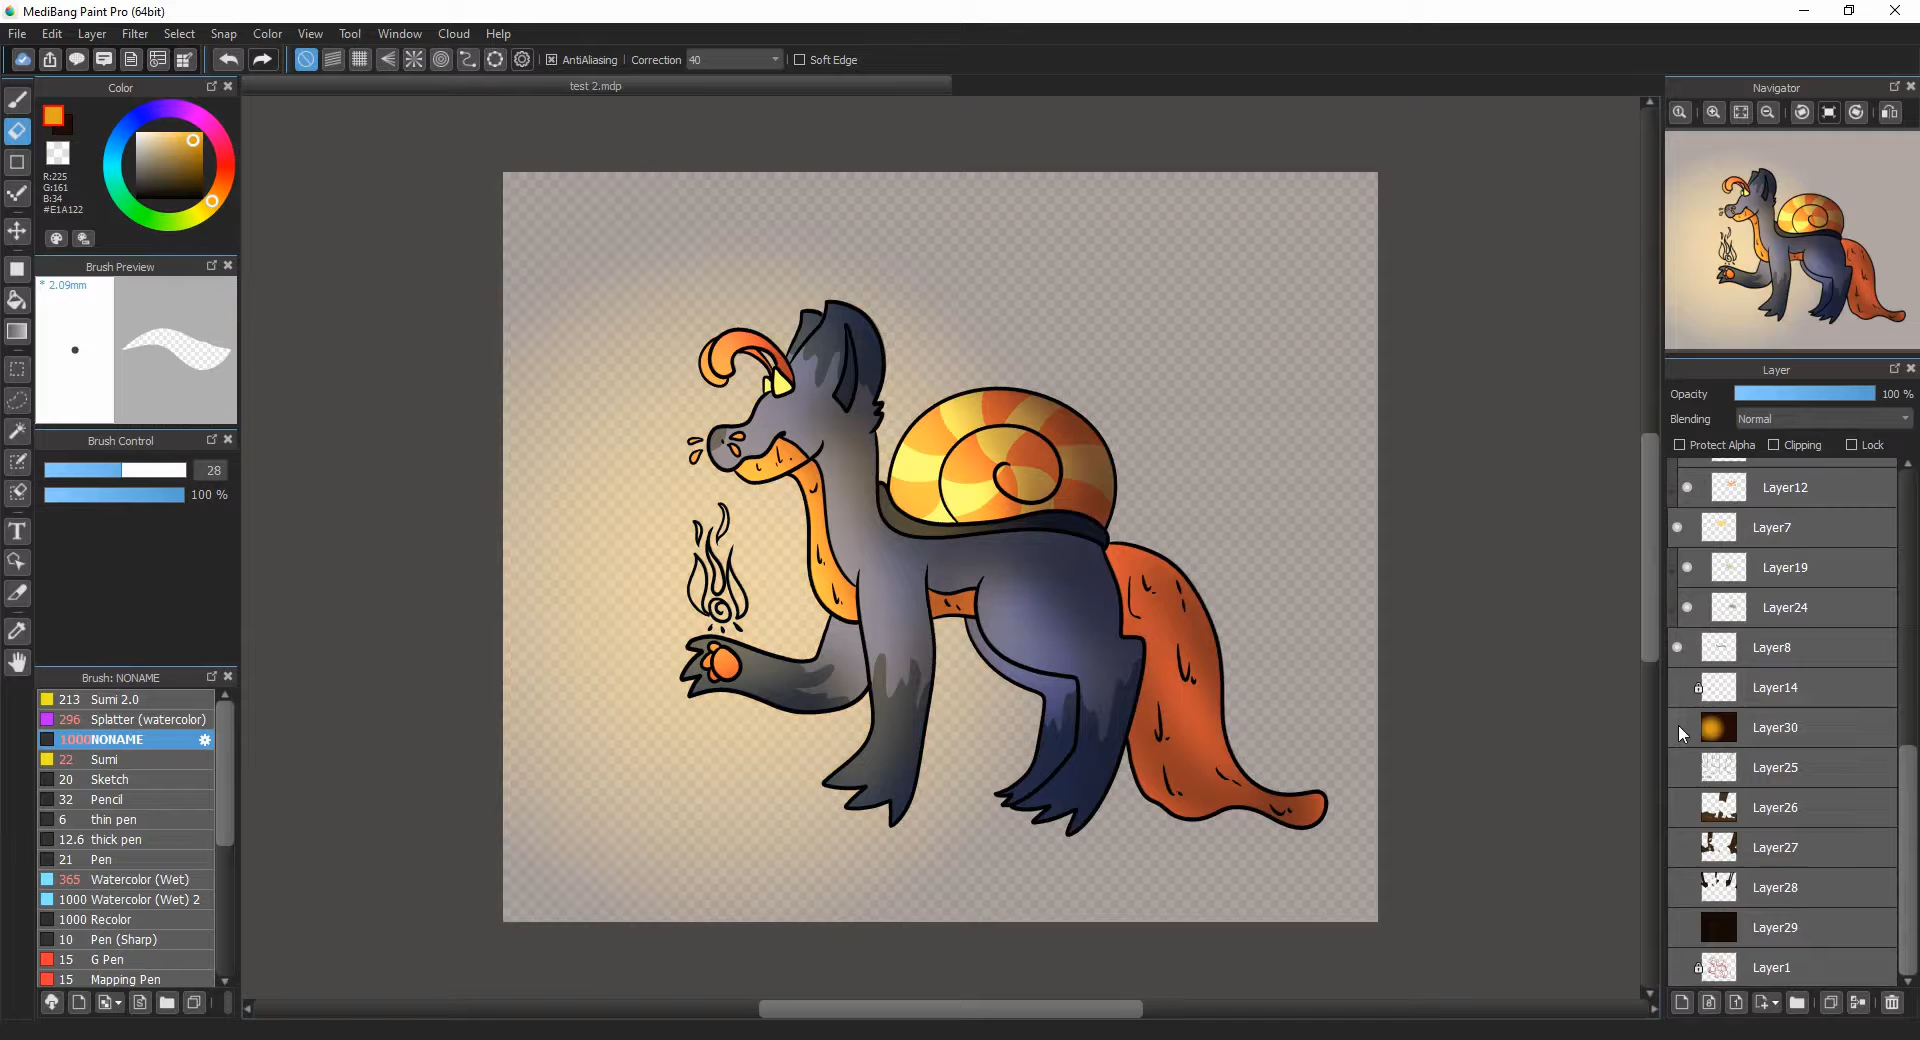 MediBang Paint Pro (64bit)
File Edit Layer Filter Select Snap Color View Tool Window Cloud Help
AntiAliasing Correction 40 Soft Edge
test 2.mdp
Color
R:225
G:161
B:34
#E1A122
Brush Preview
* 2.09mm
Brush Control
28
100 %
Brush: NONAME
213 Sumi 2.0
296 Splatter (watercolor)
1000 NONAME
22 Sumi
20 Sketch
32 Pencil
6 thin pen
12.6 thick pen
21 Pen
365 Watercolor (Wet)
1000 Watercolor (Wet) 2
1000 Recolor
10 Pen (Sharp)
15 G Pen
15 Mapping Pen
Navigator
Layer
Opacity 100 %
Blending Normal
Protect Alpha Clipping Lock
Layer12
Layer7
Layer19
Layer24
Layer8
Layer14
Layer30
Layer25
Layer26
Layer27
Layer28
Layer29
Layer1